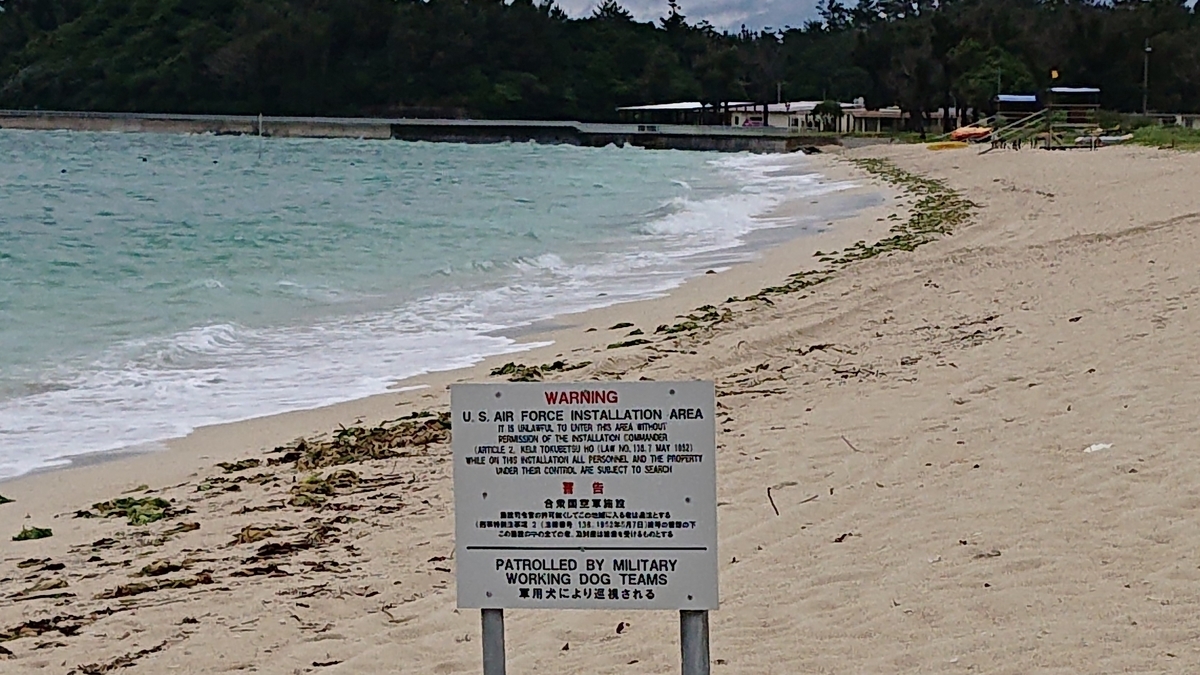 WARNING
U. S. AIR FORCE INSTALLATION AREA
IT IS UNLAWFUL TO ENTER THIS AREA WITHOUT
PERMISSION OF THE INSTALLATION COMMANDER
(ARTICLE 2, KEIJI TOKUBETSU HO (LAW NO. 138, 7 MAY 1952)
WHILE ON THIS INSTALLATION ALL PERSONNEL AND THE PROPERTY
UNDER THEIR CONTROL ARE SUBJECT TO SEARCH
警 告
合衆国空軍施設
PATROLLED BY MILITARY
WORKING DOG TEAMS
軍用犬により巡視される